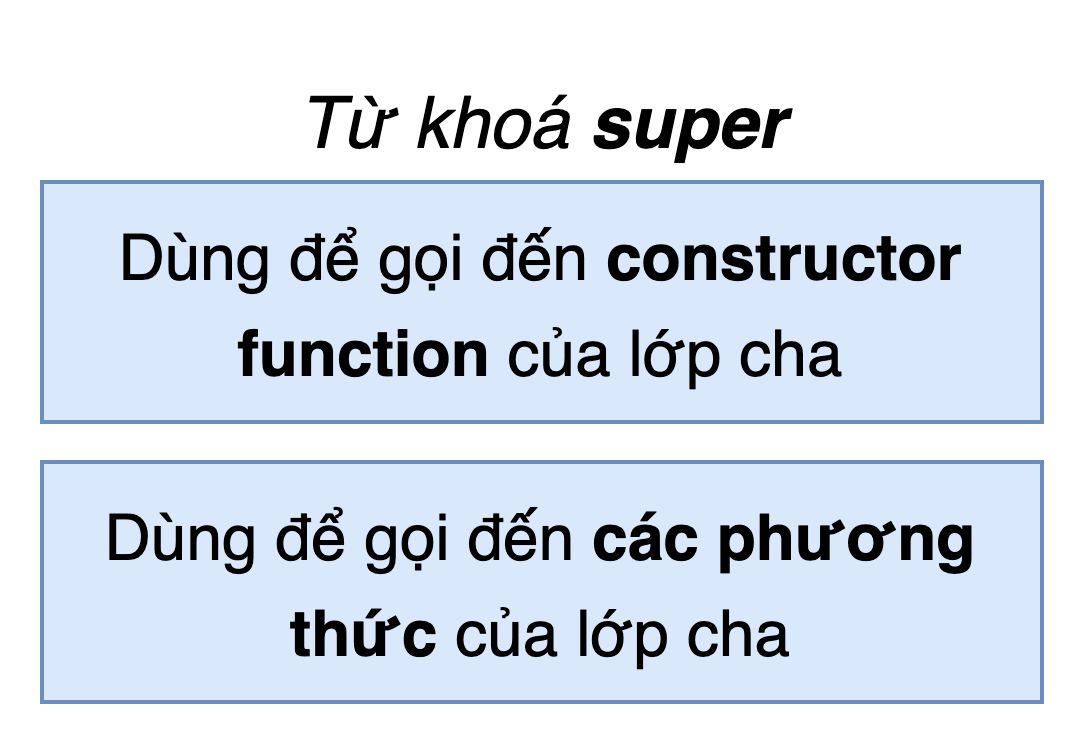 Từ khoá super
Dùng để gọi đến constructor
function của lớp cha
Dùng để gọi đến các phương
thức của lớp cha